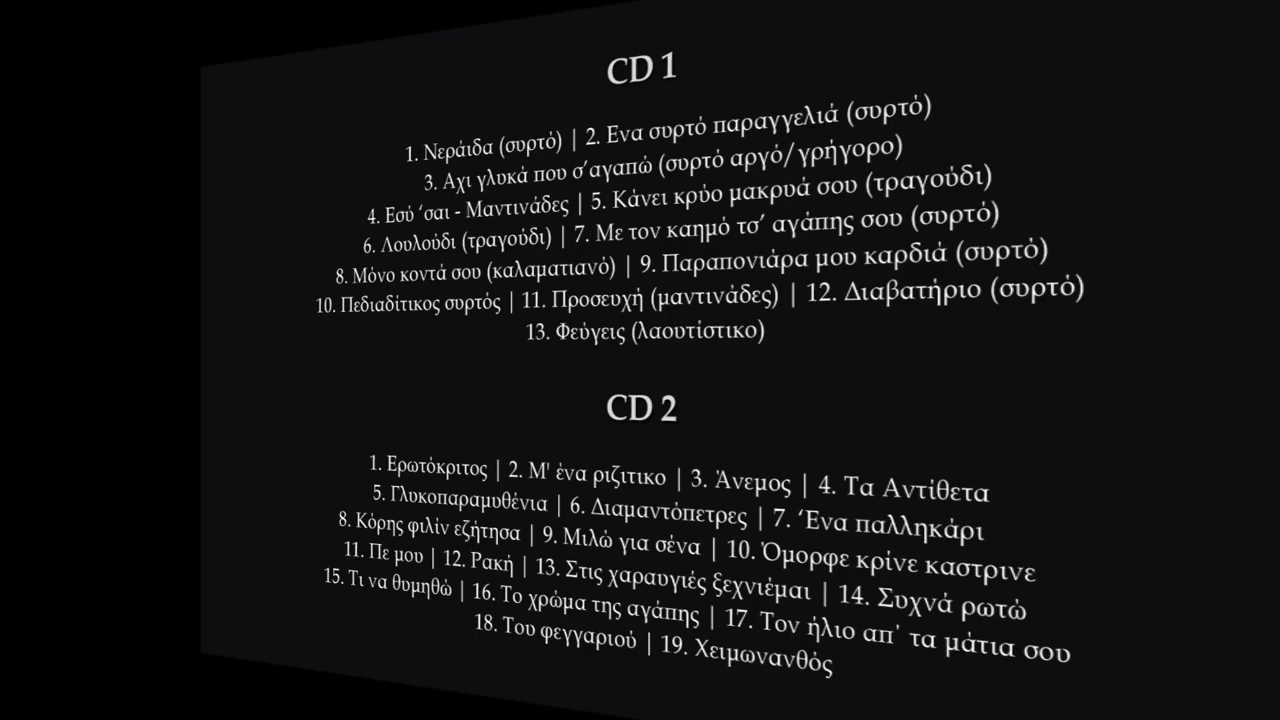 CD 1
1. Νεράιδα (συρτό) | 2. Ενα συρτό παραγγελιά (συρτό)
3. Αχι γλυκά που σ΄αγαπώ (συρτό αργό/γρήγορο)
4. Εσύ ‘σαι - Μαντινάδες | 5. Κάνει κρύο μακρυά σου (τραγούδι)
6. Λουλούδι (τραγούδι) | 7. Με τον καημό τσ’ αγάπης σου (συρτό)
8. Μόνο κοντά σου (καλαματιανό) | 9. Παραπονιάρα μου καρδιά (συρτό)
10. Πεδιαδίτικος συρτός | 11. Προσευχή (μαντινάδες) | 12. Διαβατήριο (συρτό)
13. Φεύγεις (λαουτίστικο)
CD 2
1. Ερωτόκριτος | 2. Μ' ένα ριζιτικο | 3. Άνεμος | 4. Τα Αντίθετα
5. Γλυκοπαραμυθένια | 6. Διαμαντόπετρες | 7. ‘Ενα παλληκάρι
8. Κόρης φιλίν εζήτησα | 9. Μιλώ για σένα | 10. Όμορφε κρίνε καστρινε
11. Πε μου | 12. Ρακή | 13. Στις χαραυγιές ξεχνιέμαι | 14. Συχνά ρωτώ
15. Τι να θυμηθώ | 16. Το χρώμα της αγάπης | 17. Τον ήλιο απ΄ τα μάτια σου
18. Του φεγγαριού | 19. Χειμωνανθός